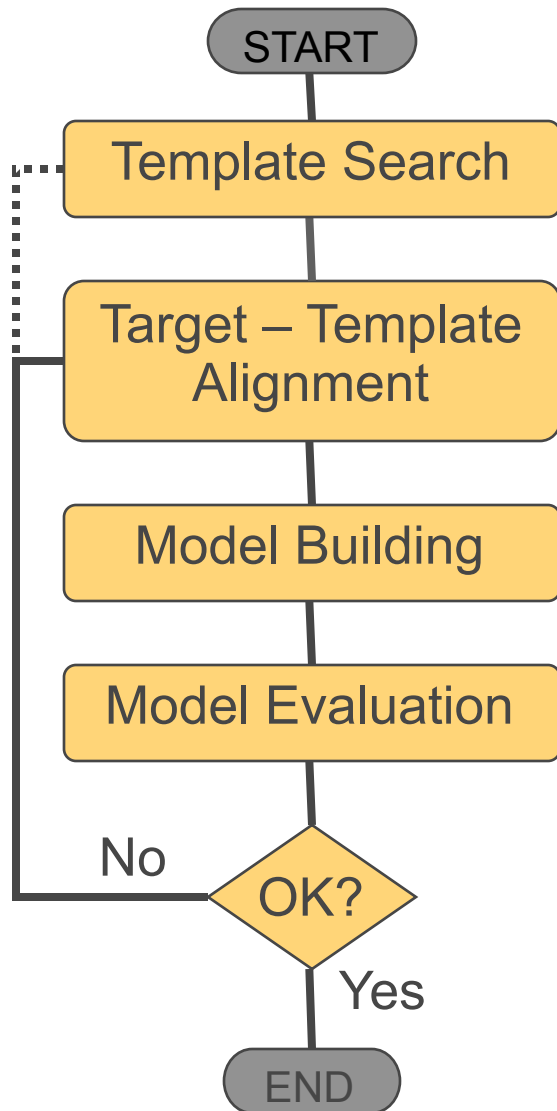 START
Template Search
Target – Template
Alignment
Model Building
Model Evaluation
No
OK?
Yes
END